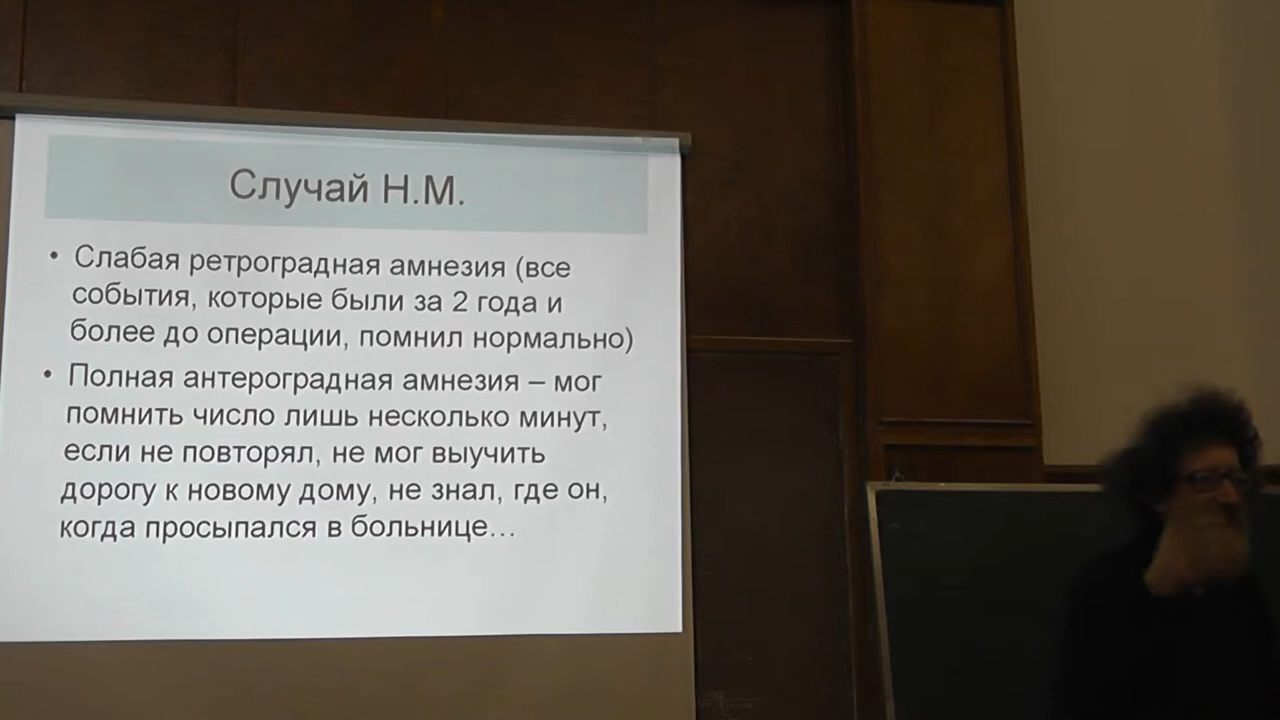 Случай Н.М.
• Слабая ретроградная амнезия (все
события, которые были за 2 года и
более до операции, помнил нормально)
• Полная антероградная амнезия – мог
помнить число лишь несколько минут,
если не повторял, не мог выучить
дорогу к новому дому, не знал, где он,
когда просыпался в больнице…